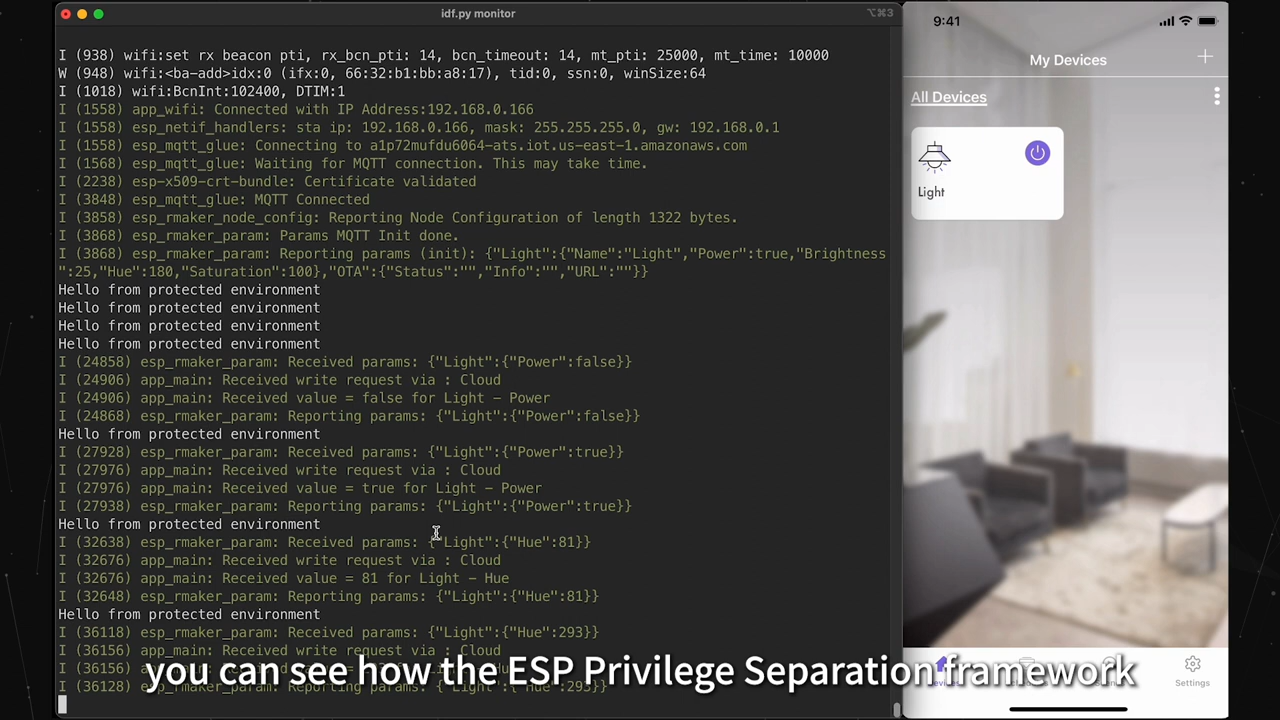 idf.py monitor
⌥⌘3
I (938) wifi:set rx beacon pti, rx_bcn_pti: 14, bcn_timeout: 14, mt_pti: 25000, mt_time: 10000
W (948) wifi:<ba-add>idx:0 (ifx:0, 66:32:b1:bb:a8:17), tid:0, ssn:0, winSize:64
I (1018) wifi:BcnInt:102400, DTIM:1
I (1558) app_wifi: Connected with IP Address:192.168.0.166
I (1558) esp_netif_handlers: sta ip: 192.168.0.166, mask: 255.255.255.0, gw: 192.168.0.1
I (1558) esp_mqtt_glue: Connecting to a1p72mufdu6064-ats.iot.us-east-1.amazonaws.com
I (1568) esp_mqtt_glue: Waiting for MQTT connection. This may take time.
I (2238) esp-x509-crt-bundle: Certificate validated
I (3848) esp_mqtt_glue: MQTT Connected
I (3858) esp_rmaker_node_config: Reporting Node Configuration of length 1322 bytes.
I (3868) esp_rmaker_param: Params MQTT Init done.
I (3868) esp_rmaker_param: Reporting params (init): {"Light":{"Name":"Light","Power":true,"Brightness
":25,"Hue":180,"Saturation":100},"OTA":{"Status":"","Info":"","URL":""}}
Hello from protected environment
Hello from protected environment
Hello from protected environment
Hello from protected environment
I (24858) esp_rmaker_param: Received params: {"Light":{"Power":false}}
I (24906) app_main: Received write request via : Cloud
I (24906) app_main: Received value = false for Light - Power
I (24868) esp_rmaker_param: Reporting params: {"Light":{"Power":false}}
Hello from protected environment
I (27928) esp_rmaker_param: Received params: {"Light":{"Power":true}}
I (27976) app_main: Received write request via : Cloud
I (27976) app_main: Received value = true for Light - Power
I (27938) esp_rmaker_param: Reporting params: {"Light":{"Power":true}}
Hello from protected environment
I (32638) esp_rmaker_param: Received params: {"Light":{"Hue":81}}
I (32676) app_main: Received write request via : Cloud
I (32676) app_main: Received value = 81 for Light - Hue
I (32648) esp_rmaker_param: Reporting params: {"Light":{"Hue":81}}
Hello from protected environment
I (36118) esp_rmaker_param: Received params: {"Light":{"Hue":293}}
I (36156) app_main: Received write request via : Cloud
I (36156)
I (36128) esp_rmaker_param: Reporting params: {"Light":{"Hue":293}}
you can see how the ESP Privilege Separation framework
9:41
My Devices
All Devices
Light
Settings